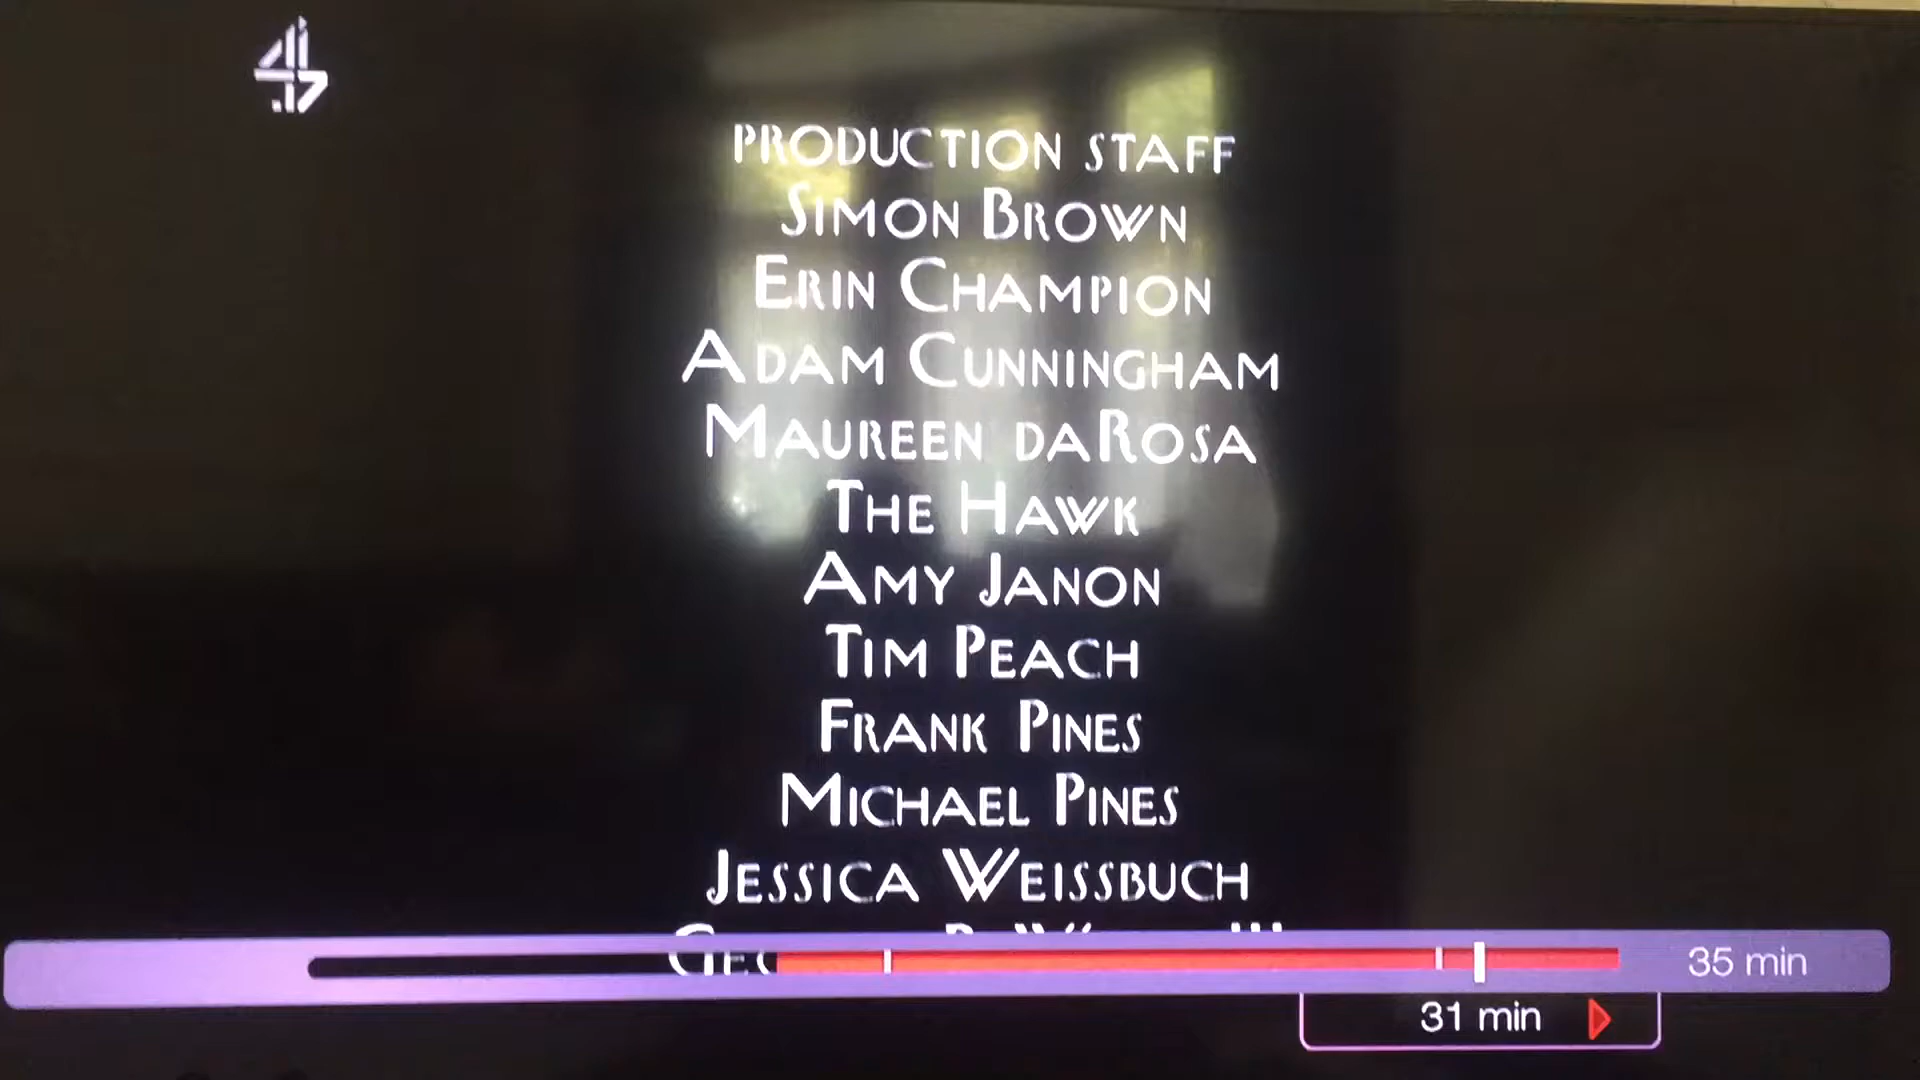 4
PRODUCTION STAFF
SIMON BROWN
ERIN CHAMPION
ADAM CUNNINGHAM
MAUREEN DAROSA
THE HAWK
AMY JANON
TIM PEACH
FRANK PINES
MICHAEL PINES
JESSICA WEISSBUCH
35 min
31 min